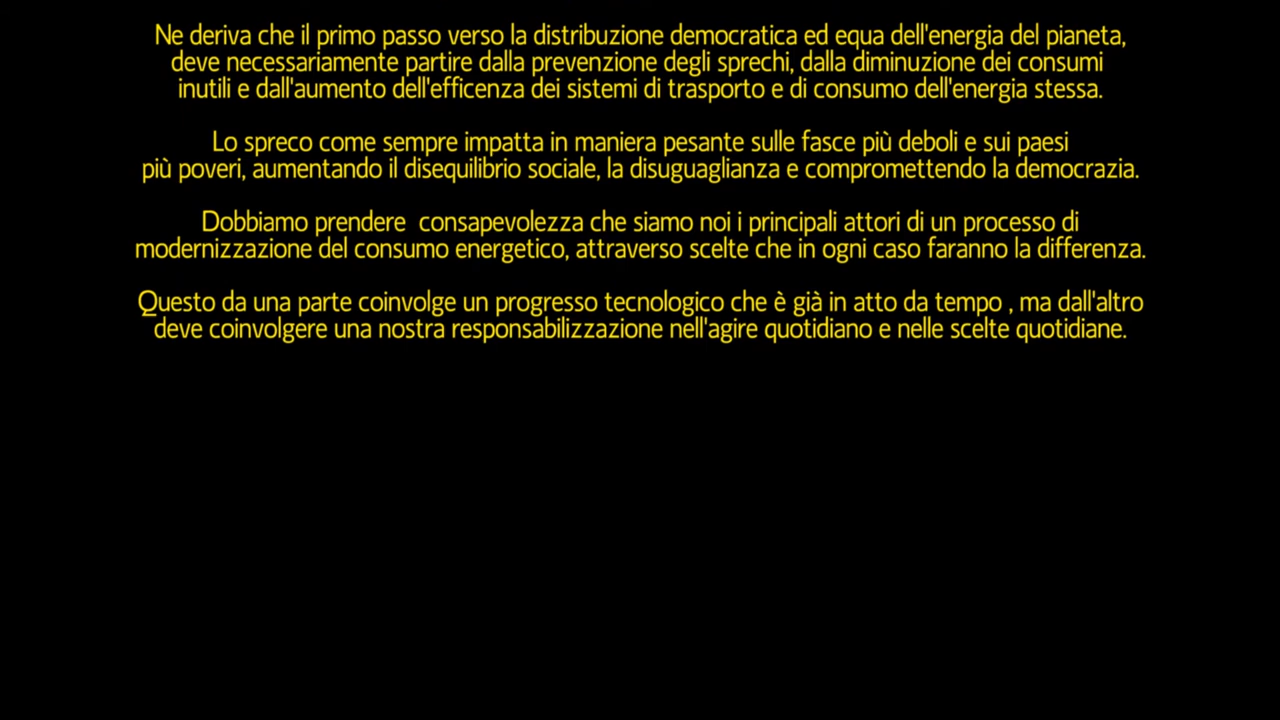 Ne deriva che il primo passo verso la distribuzione democratica ed equa dell'energia del pianeta,
deve necessariamente partire dalla prevenzione degli sprechi, dalla diminuzione dei consumi
inutili e dall'aumento dell'efficenza dei sistemi di trasporto e di consumo dell'energia stessa.
Lo spreco come sempre impatta in maniera pesante sulle fasce più deboli e sui paesi
più poveri, aumentando il disequilibrio sociale, la disuguaglianza e compromettendo la democrazia.
Dobbiamo prendere  consapevolezza che siamo noi i principali attori di un processo di
modernizzazione del consumo energetico, attraverso scelte che in ogni caso faranno la differenza.
Questo da una parte coinvolge un progresso tecnologico che è già in atto da tempo , ma dall'altro
deve coinvolgere una nostra responsabilizzazione nell'agire quotidiano e nelle scelte quotidiane.